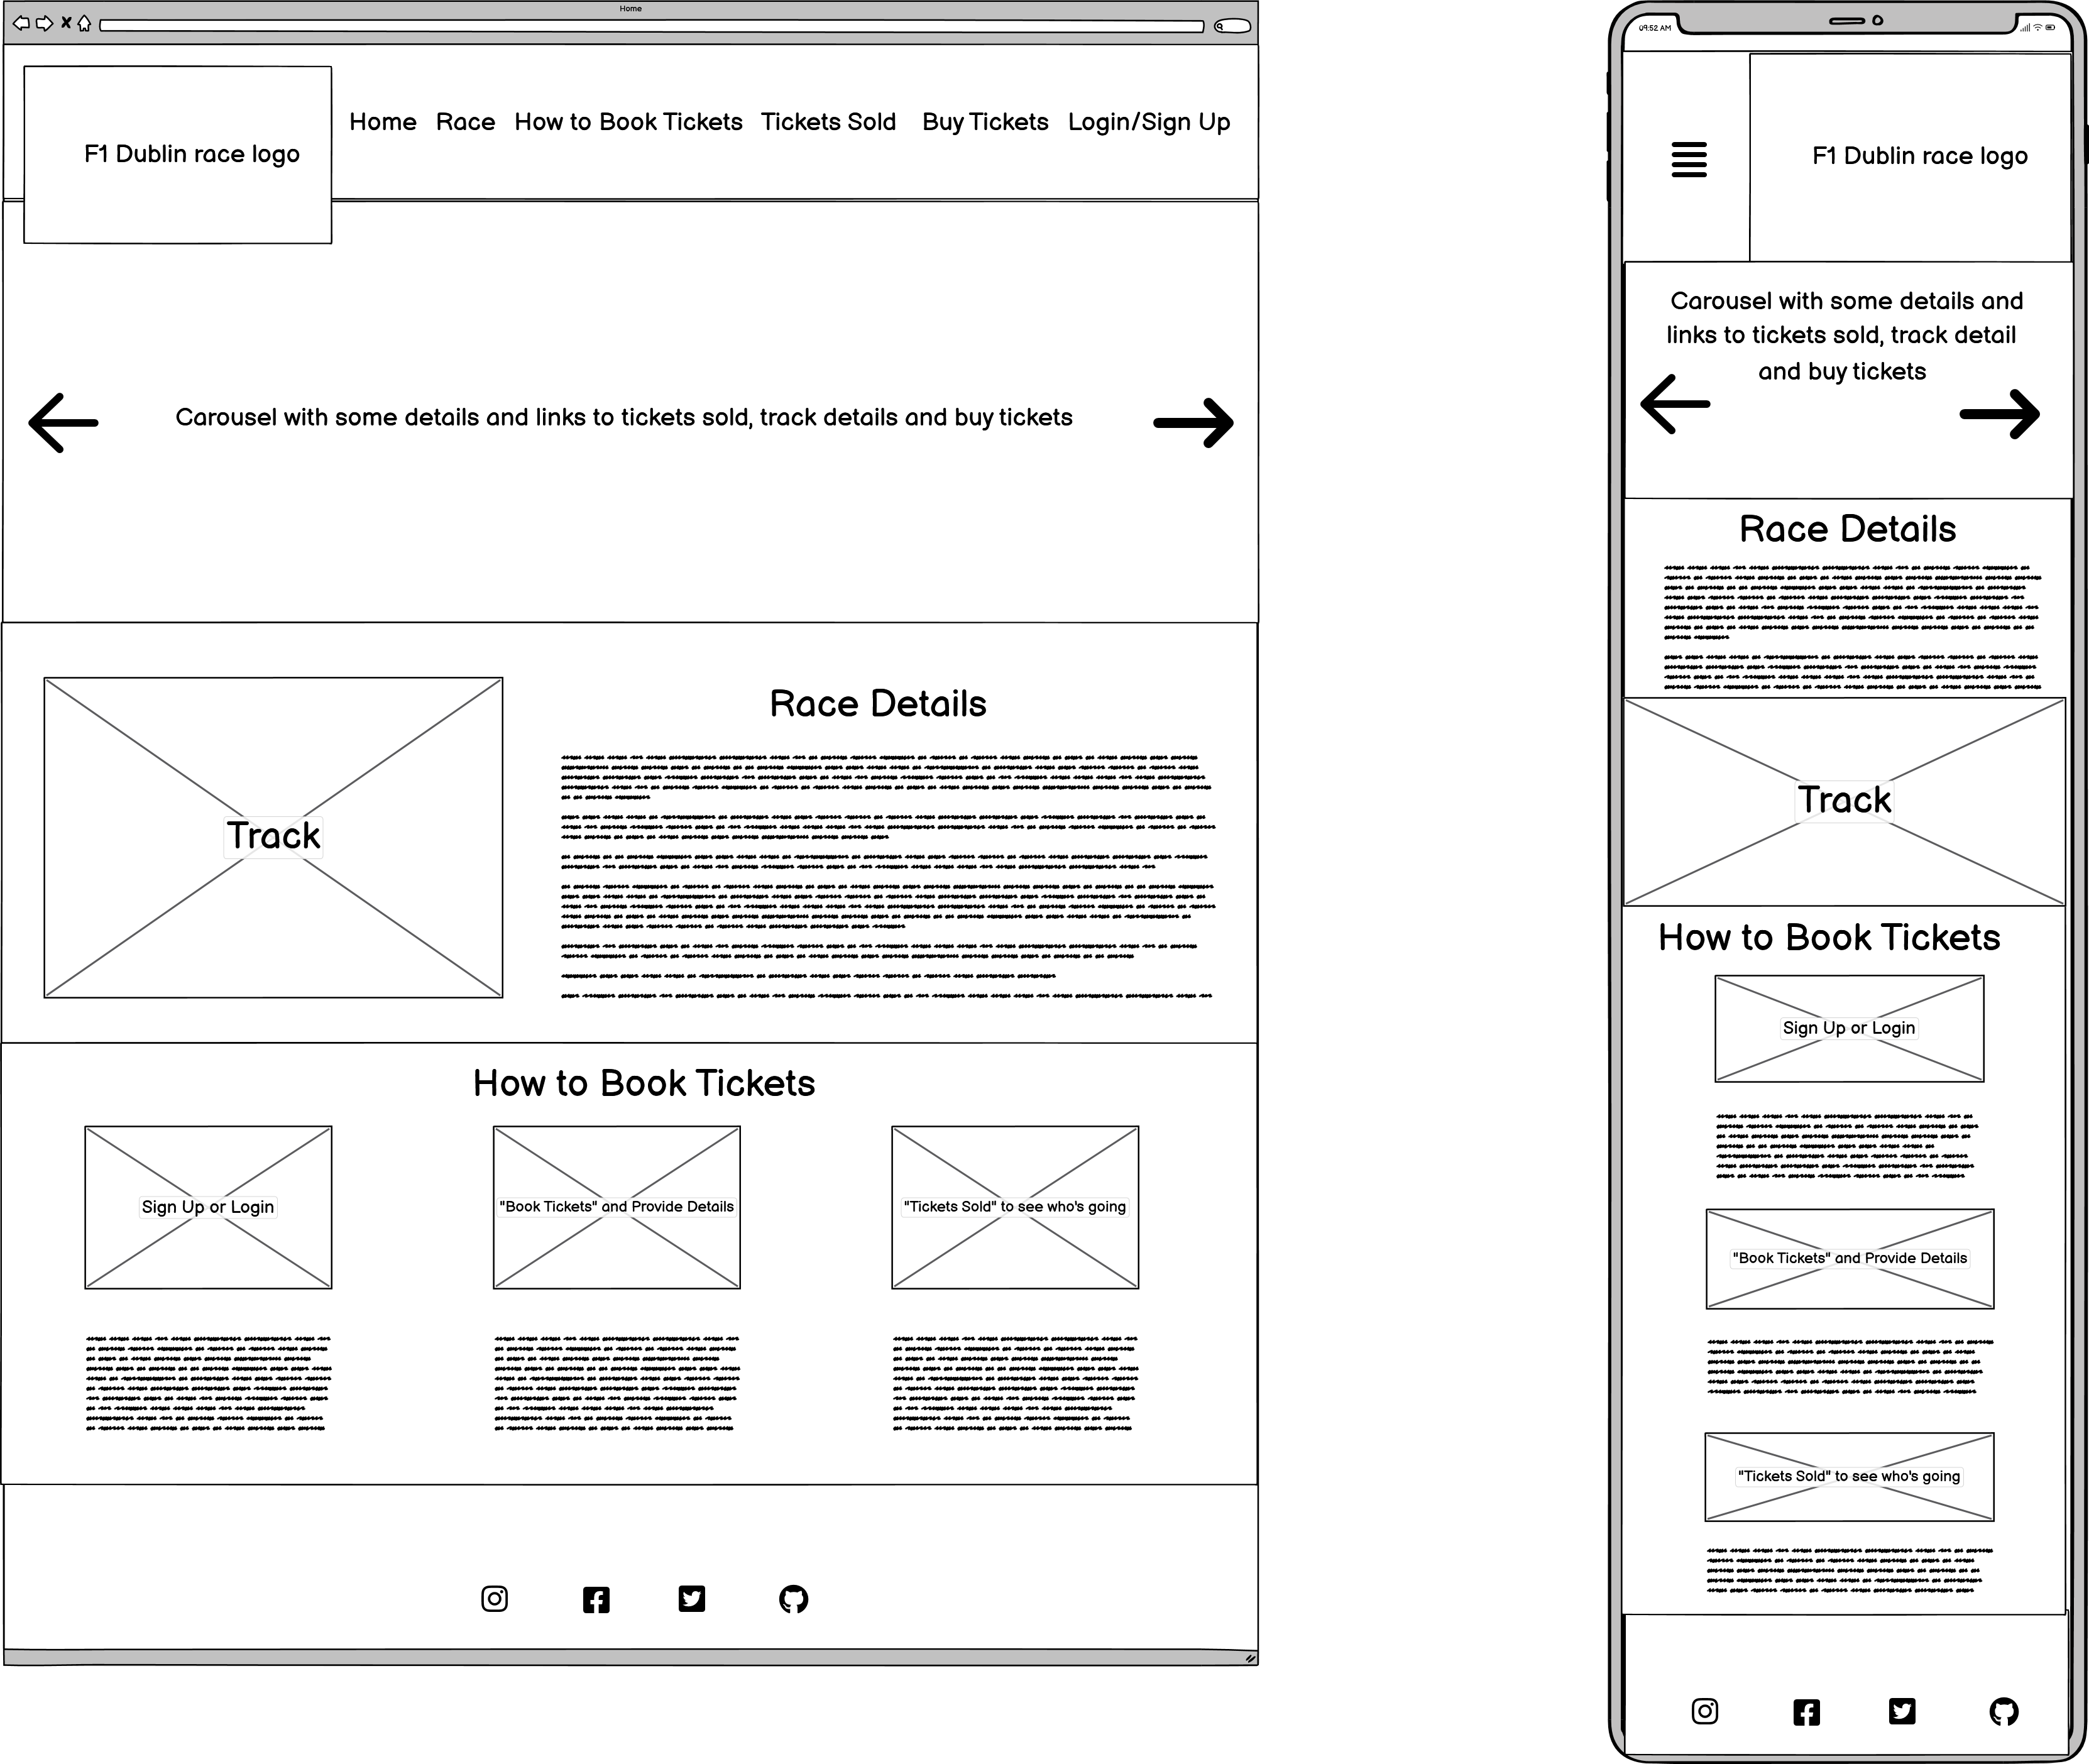 Home
F1 Dublin race logo
Home Race How to Book Tickets Tickets Sold Buy Tickets Login/Sign Up
Carousel with some details and links to tickets sold, track details and buy tickets
Track
Race Details
How to Book Tickets
Sign Up or Login
"Book Tickets" and Provide Details
"Tickets Sold" to see who's going
09:52 AM
F1 Dublin race logo
Carousel with some details and
links to tickets sold, track detail
and buy tickets
Race Details
Track
How to Book Tickets
Sign Up or Login
"Book Tickets" and Provide Details
"Tickets Sold" to see who's going